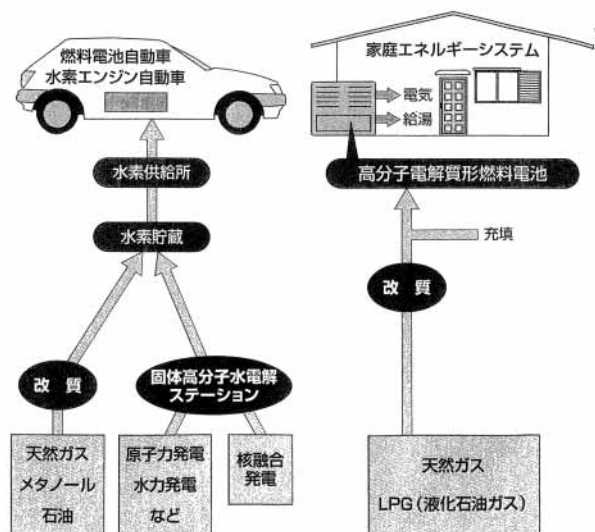 燃料電池自動車
水素エンジン自動車
水素供給所
水素貯蔵
改質
固体高分子水電解
ステーション
天然ガス
メタノール
石油
原子力発電
水力発電
など
核融合
発電
家庭エネルギーシステム
電気
給湯
高分子電解質形燃料電池
充填
改質
天然ガス
LPG(液化石油ガス)